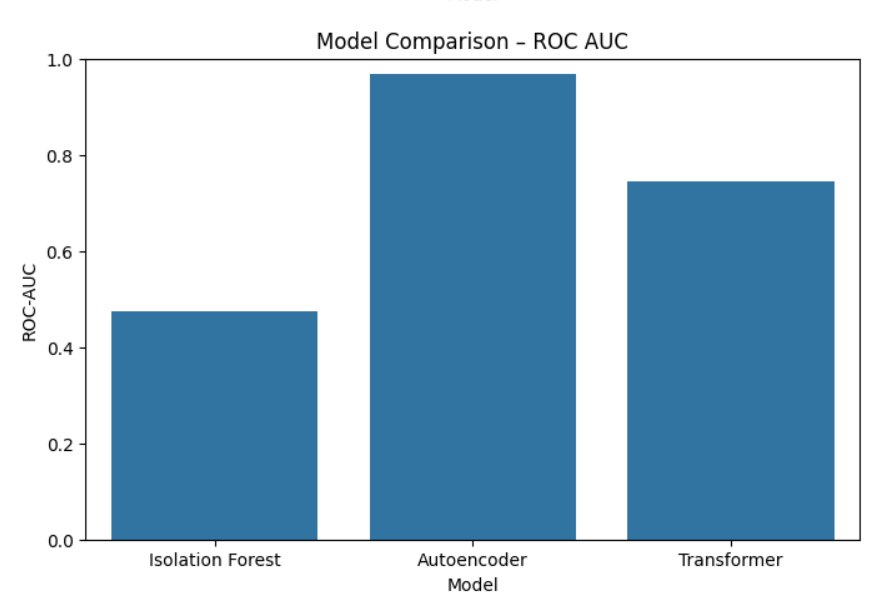 Model Comparison – ROC AUC
1.0
0.8
0.6
0.4
0.2
0.0
ROC-AUC
Isolation Forest Autoencoder Transformer
Model